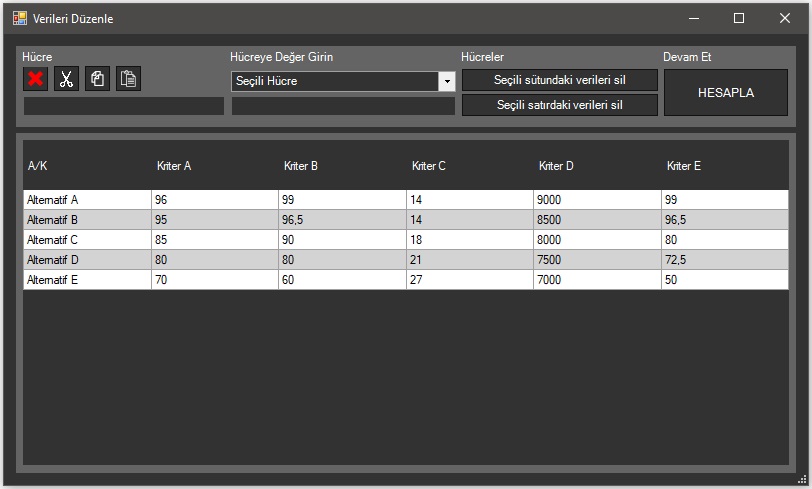 Verileri Düzenle
Hücre Hücreye Değer Girin Hücreler Devam Et
Seçili Hücre
Seçili sütundaki verileri sil
Seçili satırdaki verileri sil
HESAPLA
A/K Kriter A Kriter B Kriter C Kriter D Kriter E
Alternatif A 96 99 14 9000 99
Alternatif B 95 96,5 14 8500 96,5
Alternatif C 85 90 18 8000 80
Alternatif D 80 80 21 7500 72,5
Alternatif E 70 60 27 7000 50